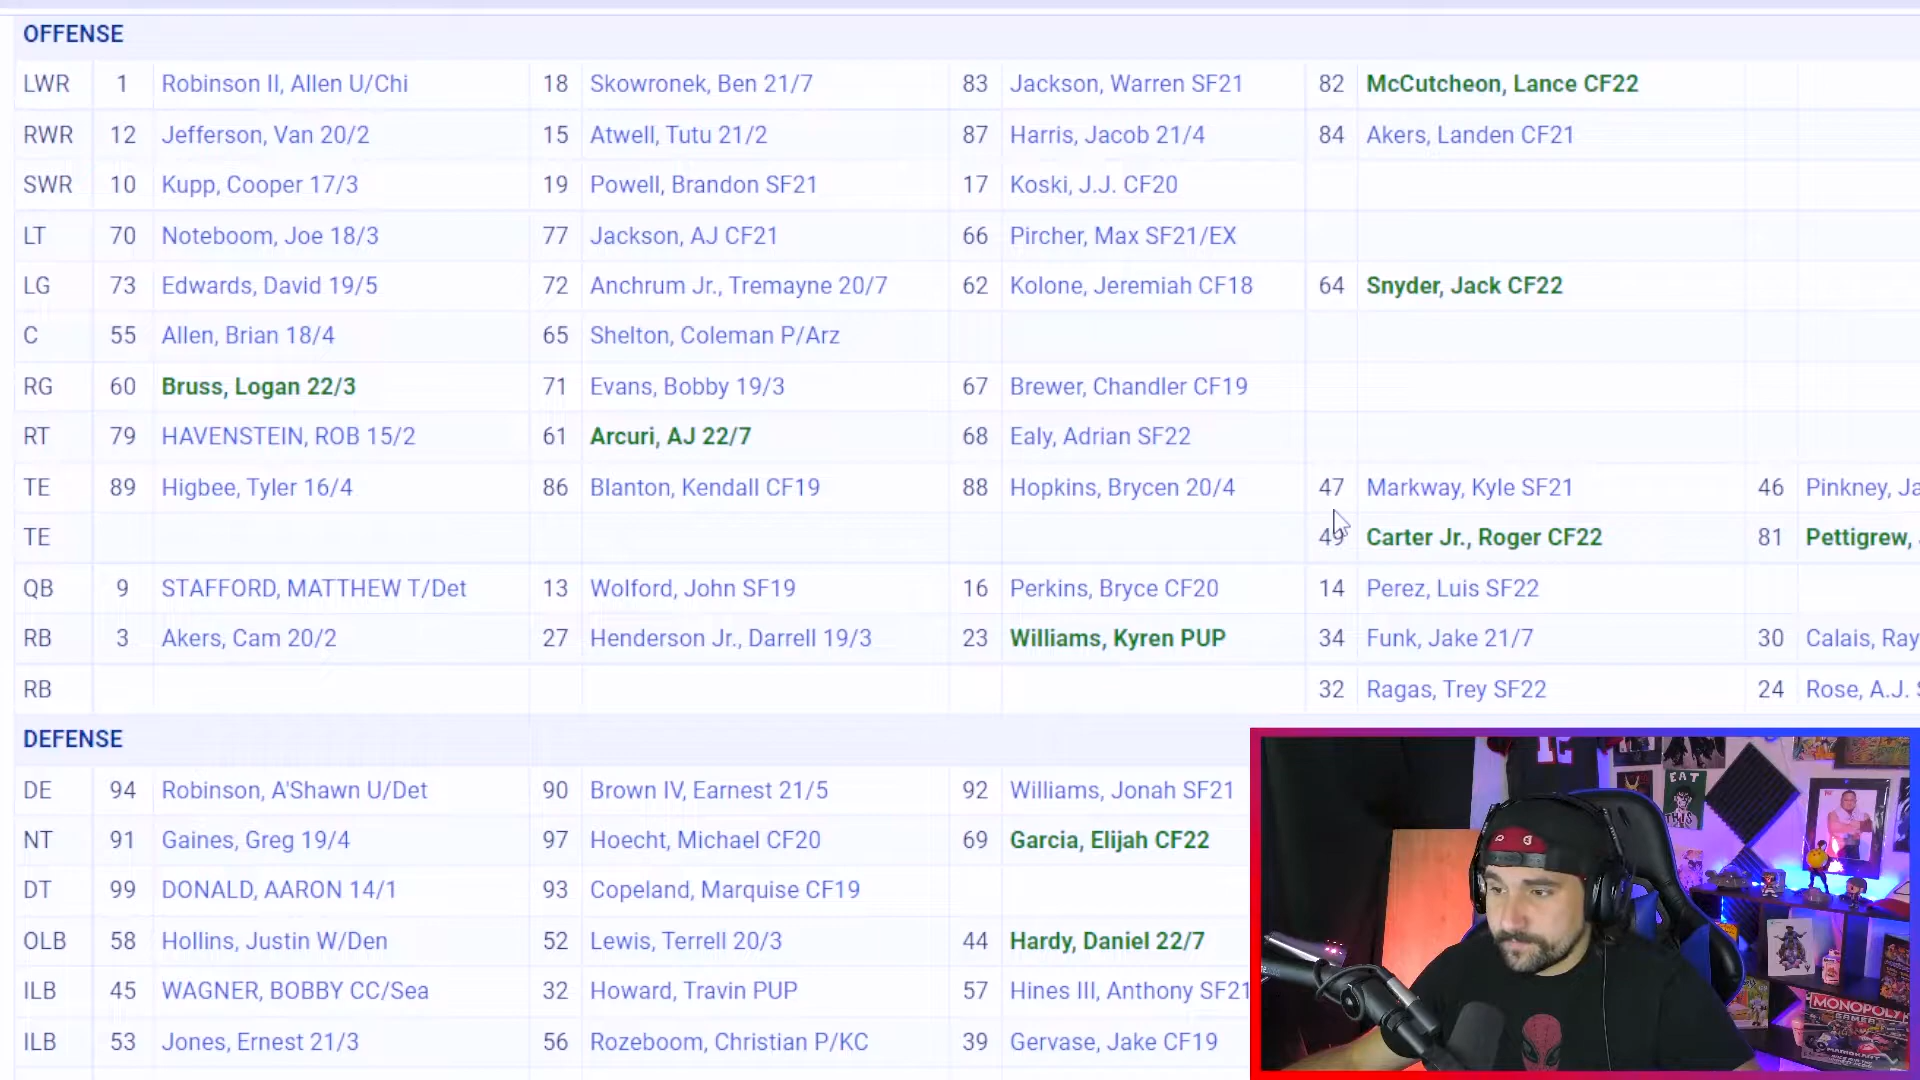 OFFENSE
LWR 1 Robinson II, Allen U/Chi 18 Skowronek, Ben 21/7 83 Jackson, Warren SF21 82 McCutcheon, Lance CF22
RWR 12 Jefferson, Van 20/2 15 Atwell, Tutu 21/2 87 Harris, Jacob 21/4 84 Akers, Landen CF21
SWR 10 Kupp, Cooper 17/3 19 Powell, Brandon SF21 17 Koski, J.J. CF20
LT 70 Noteboom, Joe 18/3 77 Jackson, AJ CF21 66 Pircher, Max SF21/EX
LG 73 Edwards, David 19/5 72 Anchrum Jr., Tremayne 20/7 62 Kolone, Jeremiah CF18 64 Snyder, Jack CF22
C 55 Allen, Brian 18/4 65 Shelton, Coleman P/Arz
RG 60 Bruss, Logan 22/3 71 Evans, Bobby 19/3 67 Brewer, Chandler CF19
RT 79 HAVENSTEIN, ROB 15/2 61 Arcuri, AJ 22/7 68 Ealy, Adrian SF22
TE 89 Higbee, Tyler 16/4 86 Blanton, Kendall CF19 88 Hopkins, Brycen 20/4 47 Markway, Kyle SF21 46 Pinkney, Ja
TE 49 Carter Jr., Roger CF22 81 Pettigrew,
QB 9 STAFFORD, MATTHEW T/Det 13 Wolford, John SF19 16 Perkins, Bryce CF20 14 Perez, Luis SF22
RB 3 Akers, Cam 20/2 27 Henderson Jr., Darrell 19/3 23 Williams, Kyren PUP 34 Funk, Jake 21/7 30 Calais, Ray
RB 32 Ragas, Trey SF22 24 Rose, A.J.
DEFENSE
DE 94 Robinson, A'Shawn U/Det 90 Brown IV, Earnest 21/5 92 Williams, Jonah SF21
NT 91 Gaines, Greg 19/4 97 Hoecht, Michael CF20 69 Garcia, Elijah CF22
DT 99 DONALD, AARON 14/1 93 Copeland, Marquise CF19
OLB 58 Hollins, Justin W/Den 52 Lewis, Terrell 20/3 44 Hardy, Daniel 22/7
ILB 45 WAGNER, BOBBY CC/Sea 32 Howard, Travin PUP 57 Hines III, Anthony SF21
ILB 53 Jones, Ernest 21/3 56 Rozeboom, Christian P/KC 39 Gervase, Jake CF19
12
EAT
THIS
MONOPOLY
GAMER
MARIOKART